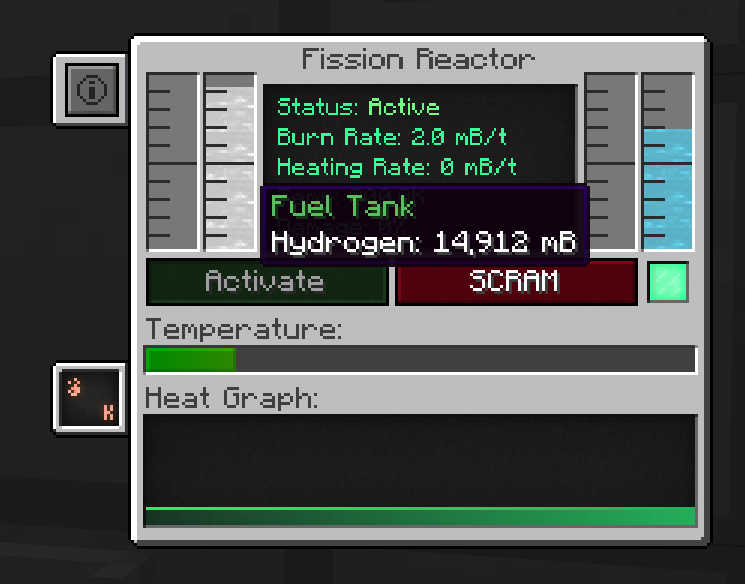 Fission Reactor
Status: Active
Burn Rate: 2.0 mB/t
Heating Rate: 0 mB/t
Fuel Tank
Hydrogen: 14,912 mB
Activate
SCRAM
Temperature:
K
Heat Graph: